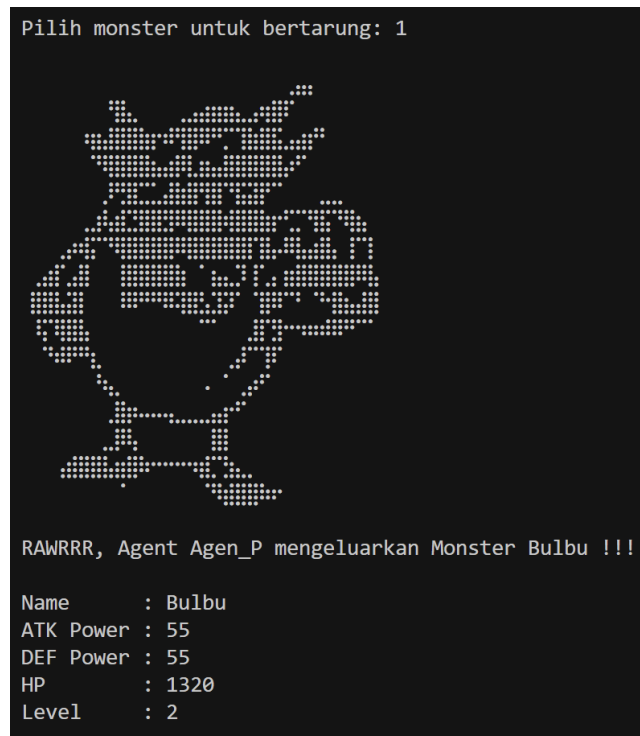 Pilih monster untuk bertarung: 1
RAWRRR, Agent Agen_P mengeluarkan Monster Bulbu !!!
Name      : Bulbu
ATK Power : 55
DEF Power : 55
HP        : 1320
Level     : 2